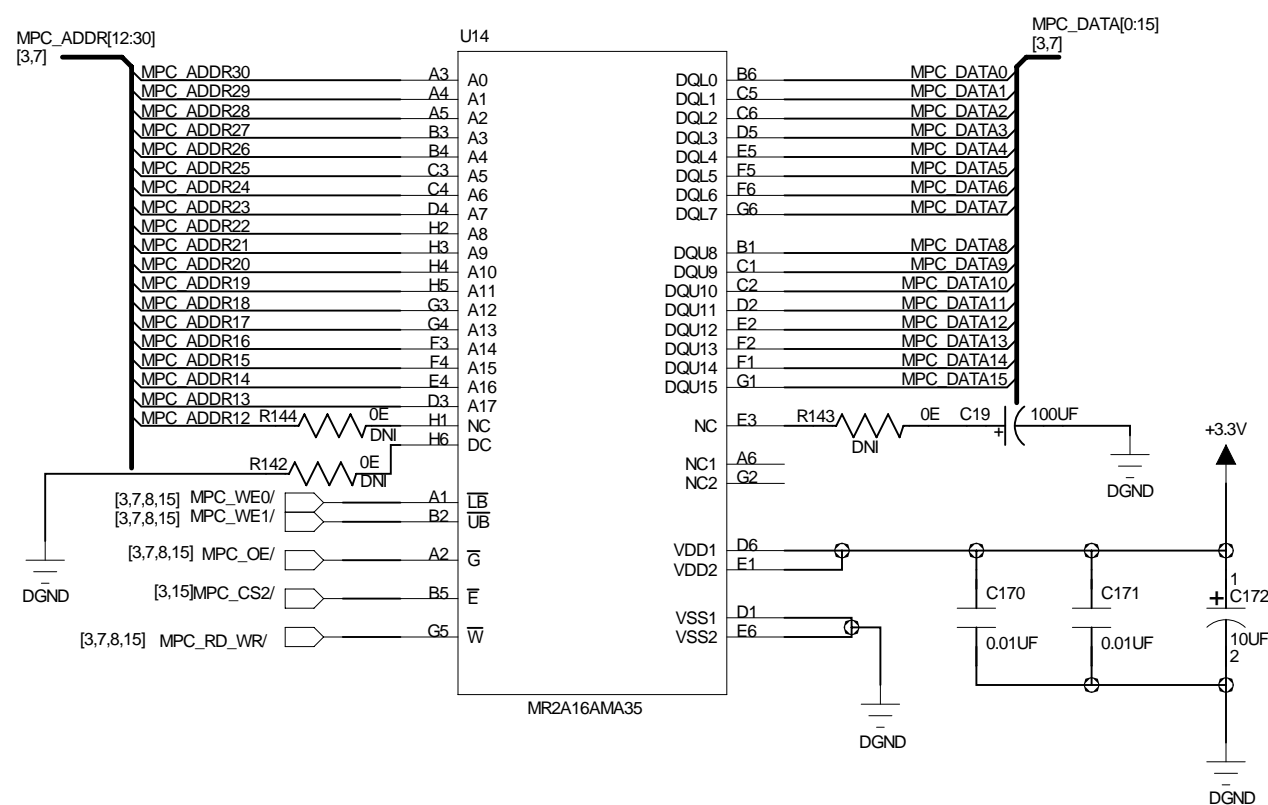 MPC_ADDR[12:30]
[3,7]
U14
MPC_DATA[0:15]
[3,7]
MPC_ADDR30 A3 A0 DQL0 B6 MPC_DATA0
MPC_ADDR29 A4 A1 DQL1 C5 MPC_DATA1
MPC_ADDR28 A5 A2 DQL2 C6 MPC_DATA2
MPC_ADDR27 B3 A3 DQL3 D5 MPC_DATA3
MPC_ADDR26 B4 A4 DQL4 E5 MPC_DATA4
MPC_ADDR25 C3 A5 DQL5 F5 MPC_DATA5
MPC_ADDR24 C4 A6 DQL6 F6 MPC_DATA6
MPC_ADDR23 D4 A7 DQL7 G6 MPC_DATA7
MPC_ADDR22 H2 A8
MPC_ADDR21 H3 A9 DQU8 B1 MPC_DATA8
MPC_ADDR20 H4 A10 DQU9 C1 MPC_DATA9
MPC_ADDR19 H5 A11 DQU10 C2 MPC_DATA10
MPC_ADDR18 G3 A12 DQU11 D2 MPC_DATA11
MPC_ADDR17 G4 A13 DQU12 E2 MPC_DATA12
MPC_ADDR16 F3 A14 DQU13 F2 MPC_DATA13
MPC_ADDR15 F4 A15 DQU14 F1 MPC_DATA14
MPC_ADDR14 E4 A16 DQU15 G1 MPC_DATA15
MPC_ADDR13 D3 A17
MPC_ADDR12 R144 0E DNI H1 NC NC E3 R143 0E DNI C19 + 100UF
DGND
R142 0E DNI H6 DC
DGND
NC1 A6
NC2 G2
[3,7,8,15] MPC_WE0/ A1 LB
[3,7,8,15] MPC_WE1/ B2 UB
[3,7,8,15] MPC_OE/ A2 G
[3,15]MPC_CS2/ B5 E
[3,7,8,15] MPC_RD_WR/ G5 W
+3.3V
VDD1 D6
VDD2 E1
VSS1 D1
VSS2 E6
DGND
C170
0.01UF
C171
0.01UF
1
+ C172
10UF
2
DGND
MR2A16AMA35